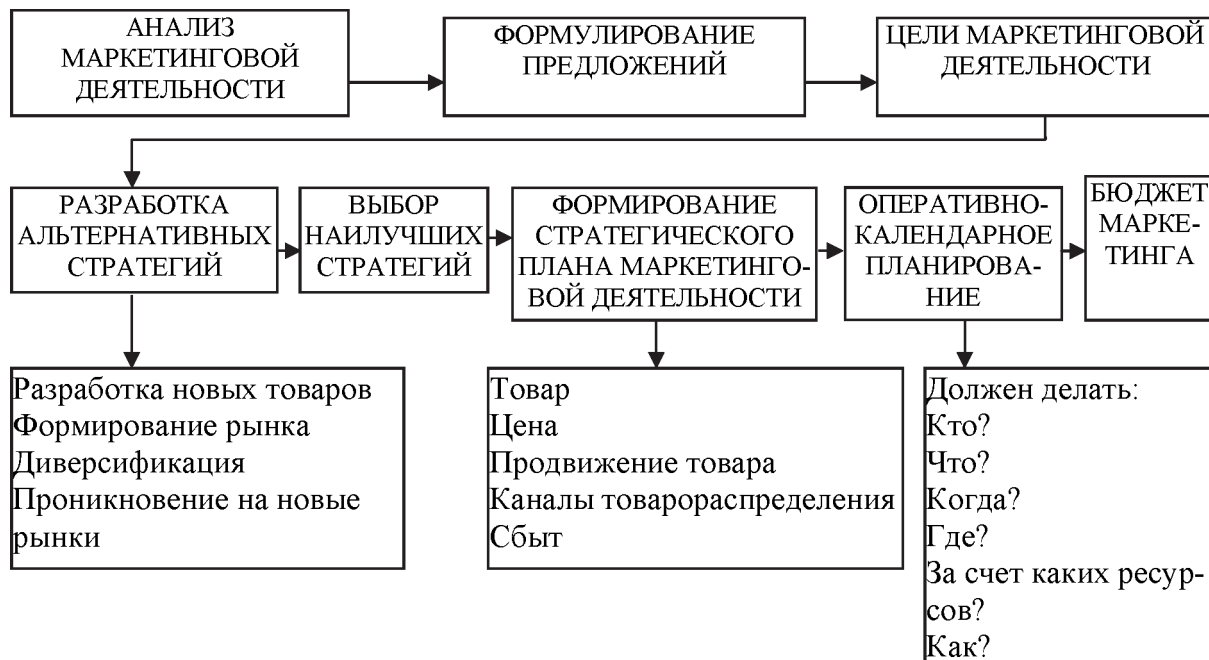 АНАЛИЗ
МАРКЕТИНГОВОЙ
ДЕЯТЕЛЬНОСТИ
ФОРМУЛИРОВАНИЕ
ПРЕДЛОЖЕНИЙ
ЦЕЛИ МАРКЕТИНГОВОЙ
ДЕЯТЕЛЬНОСТИ
РАЗРАБОТКА
АЛЬТЕРНАТИВНЫХ
СТРАТЕГИЙ
ВЫБОР
НАИЛУЧШИХ
СТРАТЕГИЙ
ФОРМИРОВАНИЕ
СТРАТЕГИЧЕСКОГО
ПЛАНА МАРКЕТИНГО-
ВОЙ ДЕЯТЕЛЬНОСТИ
ОПЕРАТИВНО-
КАЛЕНДАРНОЕ
ПЛАНИРОВА-
НИЕ
БЮДЖЕТ
МАРКЕ-
ТИНГА
Разработка новых товаров
Формирование рынка
Диверсификация
Проникновение на новые
рынки
Товар
Цена
Продвижение товара
Каналы товарораспределения
Сбыт
Должен делать:
Кто?
Что?
Когда?
Где?
За счет каких ресур-
сов?
Как?